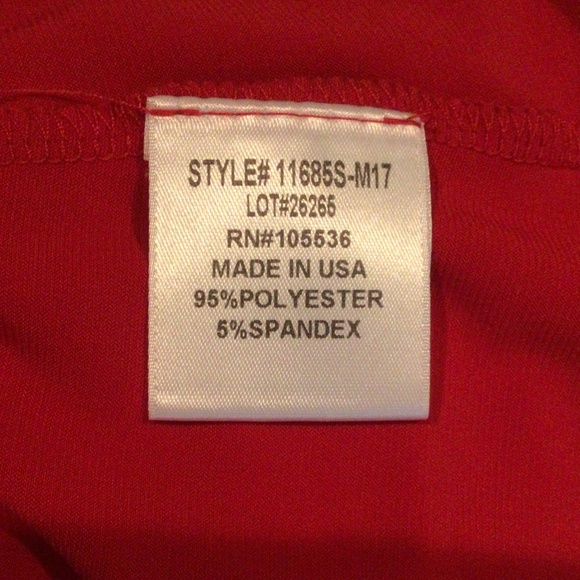 STYLE# 11685S-M17
LOT#26265
RN#105536
MADE IN USA
95%POLYESTER
5%SPANDEX